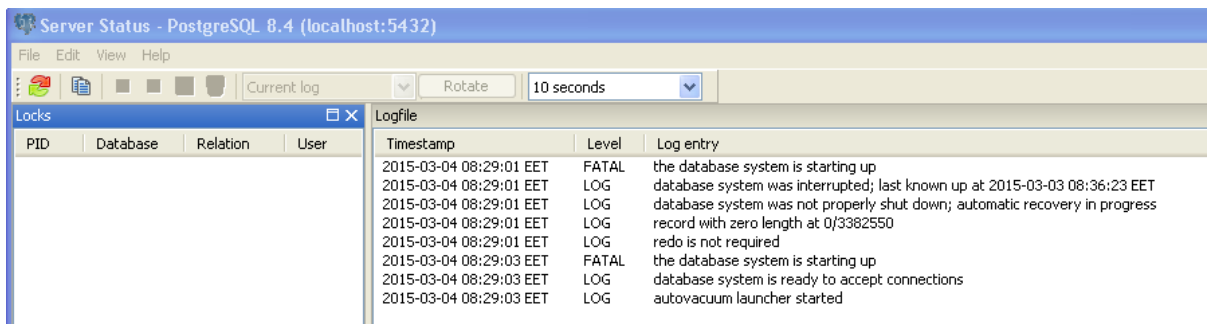 Server Status - PostgreSQL 8.4 (localhost:5432)
File Edit View Help
Current log Rotate 10 seconds
Locks
PID Database Relation User
Logfile
Timestamp Level Log entry
2015-03-04 08:29:01 EET FATAL the database system is starting up
2015-03-04 08:29:01 EET LOG database system was interrupted; last known up at 2015-03-03 08:36:23 EET
2015-03-04 08:29:01 EET LOG database system was not properly shut down; automatic recovery in progress
2015-03-04 08:29:01 EET LOG record with zero length at 0/3382550
2015-03-04 08:29:01 EET LOG redo is not required
2015-03-04 08:29:03 EET FATAL the database system is starting up
2015-03-04 08:29:03 EET LOG database system is ready to accept connections
2015-03-04 08:29:03 EET LOG autovacuum launcher started